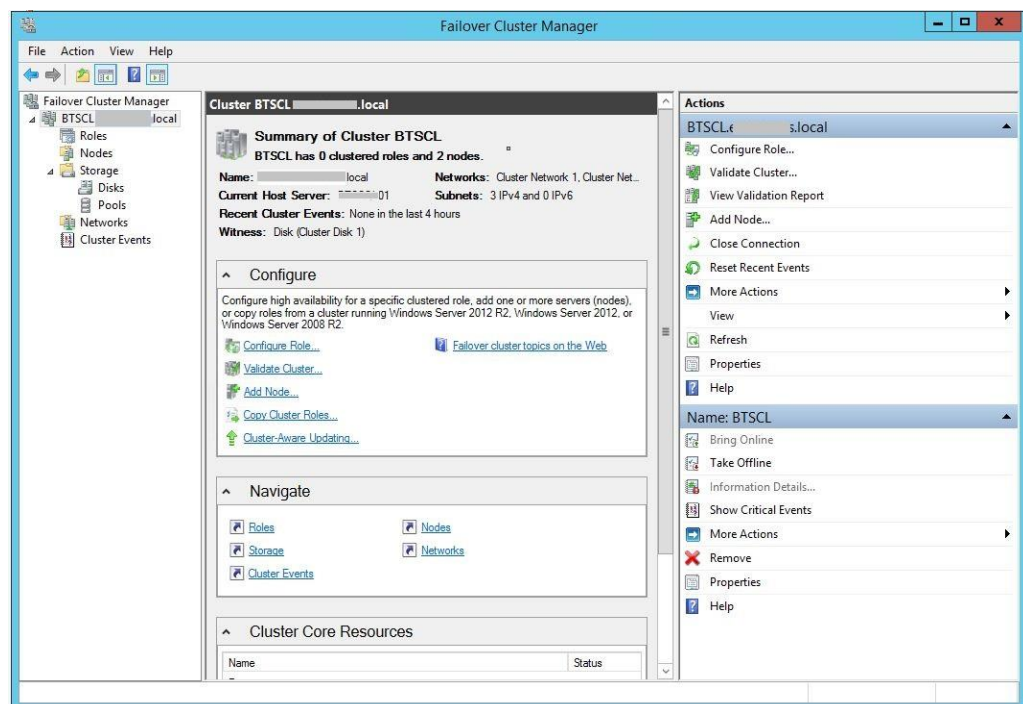 Failover Cluster Manager
File Action View Help
Failover Cluster Manager
BTSCL local
Roles
Nodes
Storage
Disks
Pools
Networks
Cluster Events
Cluster BTSCL .local
Summary of Cluster BTSCL
BTSCL has 0 clustered roles and 2 nodes.
Name: local Networks: Cluster Network 1, Cluster Net...
Current Host Server: 01 Subnets: 3 IPv4 and 0 IPv6
Recent Cluster Events: None in the last 4 hours
Witness: Disk (Cluster Disk 1)
Configure
Configure high availability for a specific clustered role, add one or more servers (nodes),
or copy roles from a cluster running Windows Server 2012 R2, Windows Server 2012, or
Windows Server 2008 R2.
Configure Role... Failover cluster topics on the Web
Validate Cluster...
Add Node...
Copy Cluster Roles...
Cluster-Aware Updating...
Navigate
Roles Nodes
Storage Networks
Cluster Events
Cluster Core Resources
Name Status
Actions
BTSCL.e s.local
Configure Role...
Validate Cluster...
View Validation Report
Add Node...
Close Connection
Reset Recent Events
More Actions
View
Refresh
Properties
Help
Name: BTSCL
Bring Online
Take Offline
Information Details...
Show Critical Events
More Actions
Remove
Properties
Help